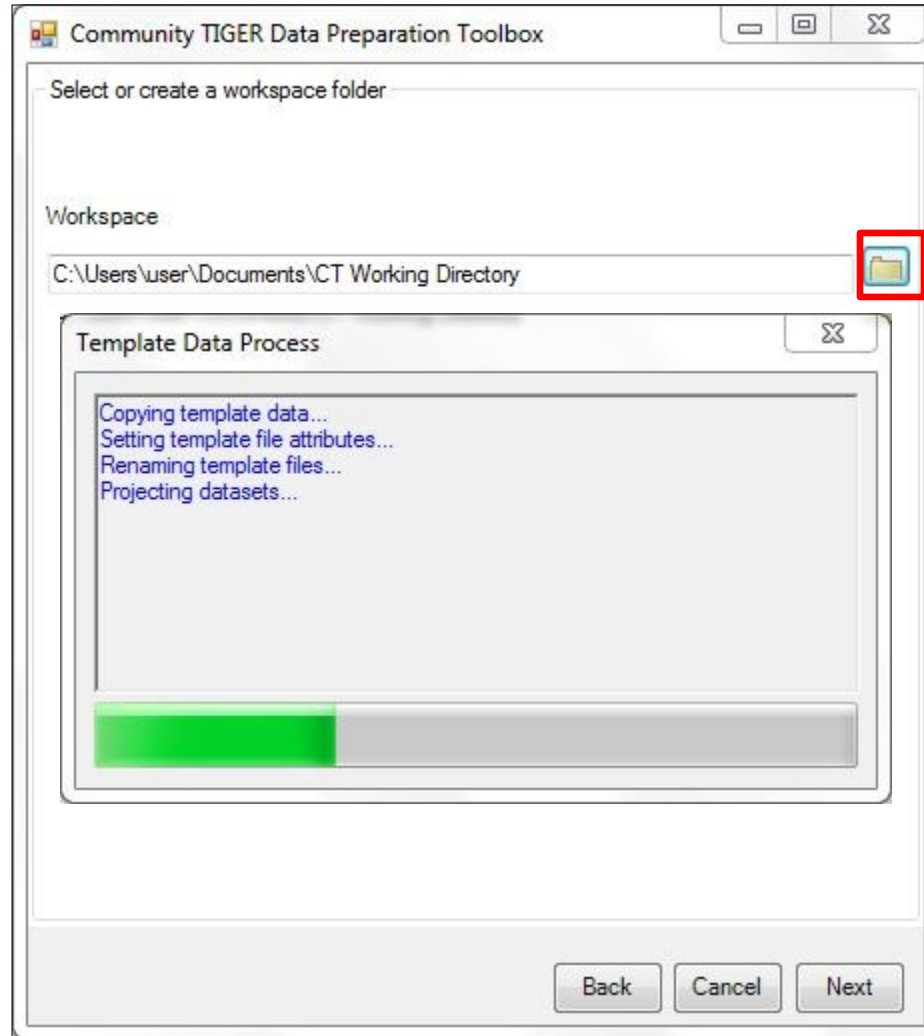 Community TIGER Data Preparation Toolbox
Select or create a workspace folder
Workspace
C:\Users\user\Documents\CT Working Directory
Template Data Process
Copying template data...
Setting template file attributes...
Renaming template files...
Projecting datasets...
Back Cancel Next